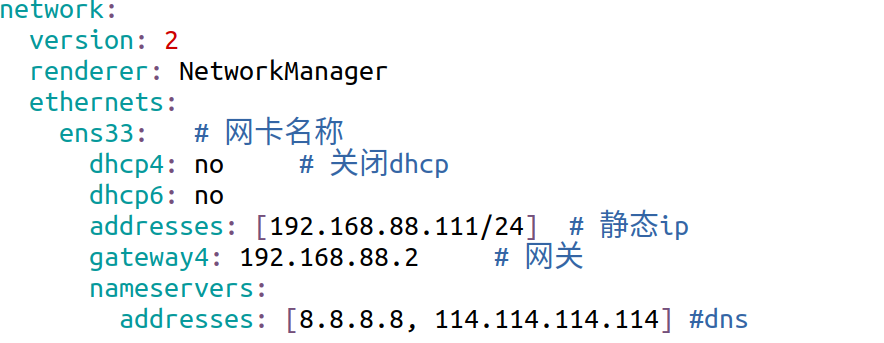 network:
  version: 2
  renderer: NetworkManager
  ethernets:
    ens33:   # 网卡名称
      dhcp4: no     # 关闭dhcp
      dhcp6: no
      addresses: [192.168.88.111/24]  # 静态ip
      gateway4: 192.168.88.2      # 网关
      nameservers:
        addresses: [8.8.8.8, 114.114.114.114] #dns